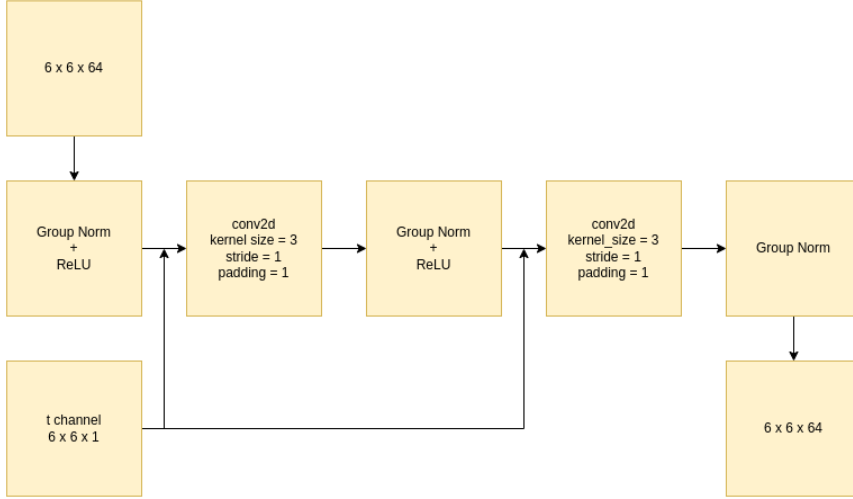 6 x 6 x 64
Group Norm
+
ReLU
conv2d
kernel size = 3
stride = 1
padding = 1
Group Norm
+
ReLU
conv2d
kernel_size = 3
stride = 1
padding = 1
Group Norm
t channel
6 x 6 x 1
6 x 6 x 64